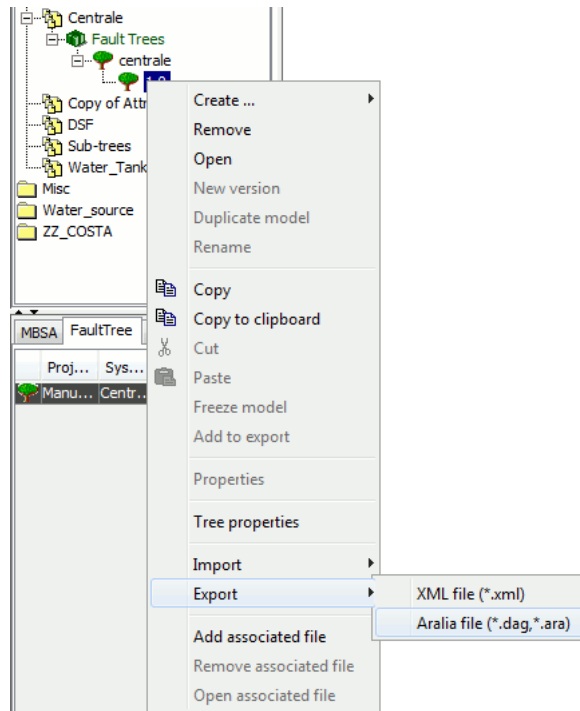 Centrale
Fault Trees
centrale
1.0
Copy of Attr
DSF
Sub-trees
Water_Tank
Misc
Water_source
ZZ_COSTA
MBSA FaultTree
Proj... Sys...
Manu... Centr..
Create ...
Remove
Open
New version
Duplicate model
Rename
Copy
Copy to clipboard
Cut
Paste
Freeze model
Add to export
Properties
Tree properties
Import
Export
Add associated file
Remove associated file
Open associated file
XML file (*.xml)
Aralia file (*.dag,*.ara)